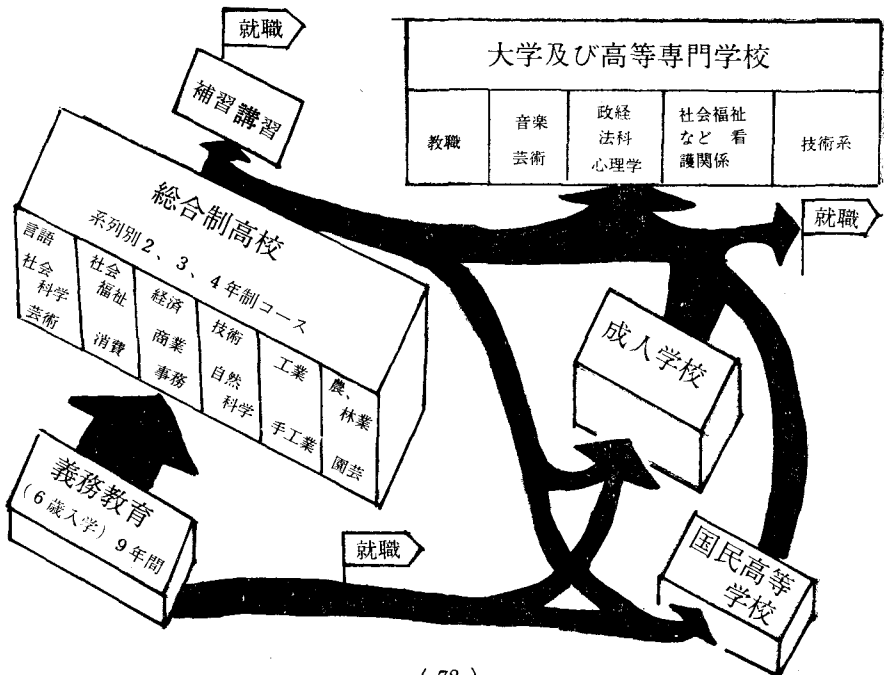 就職
補習講習
大学及び高等専門学校
教職
音楽
芸術
政経
法科
心理学
社会福祉
など 看
護関係
技術系
就職
総合制高校
系列別2、3、4年制コース
言語
社会
科学
芸術
社会
福祉
消費
経済
商業
事務
技術
自然
科学
工業
手工業
農、
林業
園芸
成人学校
義務教育
(6歳入学) 9年間
就職
国民高等
学校
( 78 )